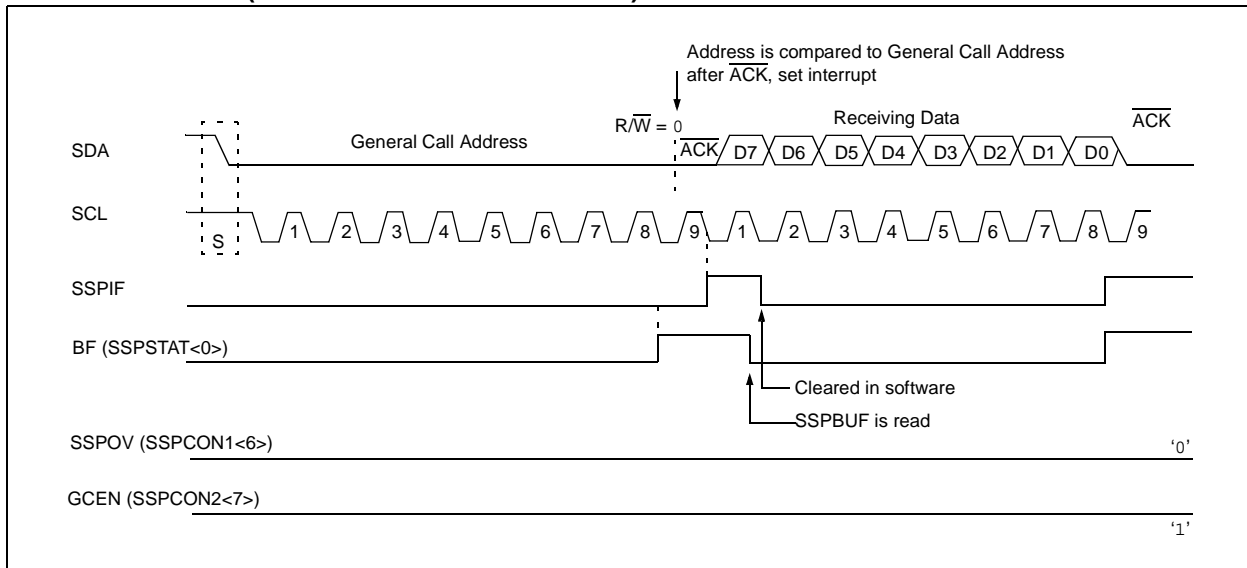 Address is compared to General Call Address
after ACK, set interrupt
R/W = 0
Receiving Data
ACK
SDA
General Call Address
ACK
D7 D6 D5 D4 D3 D2 D1 D0
SCL
S
1 2 3 4 5 6 7 8 9 1 2 3 4 5 6 7 8 9
SSPIF
BF (SSPSTAT<0>)
Cleared in software
SSPBUF is read
SSPOV (SSPCON1<6>)
‘0’
GCEN (SSPCON2<7>)
‘1’